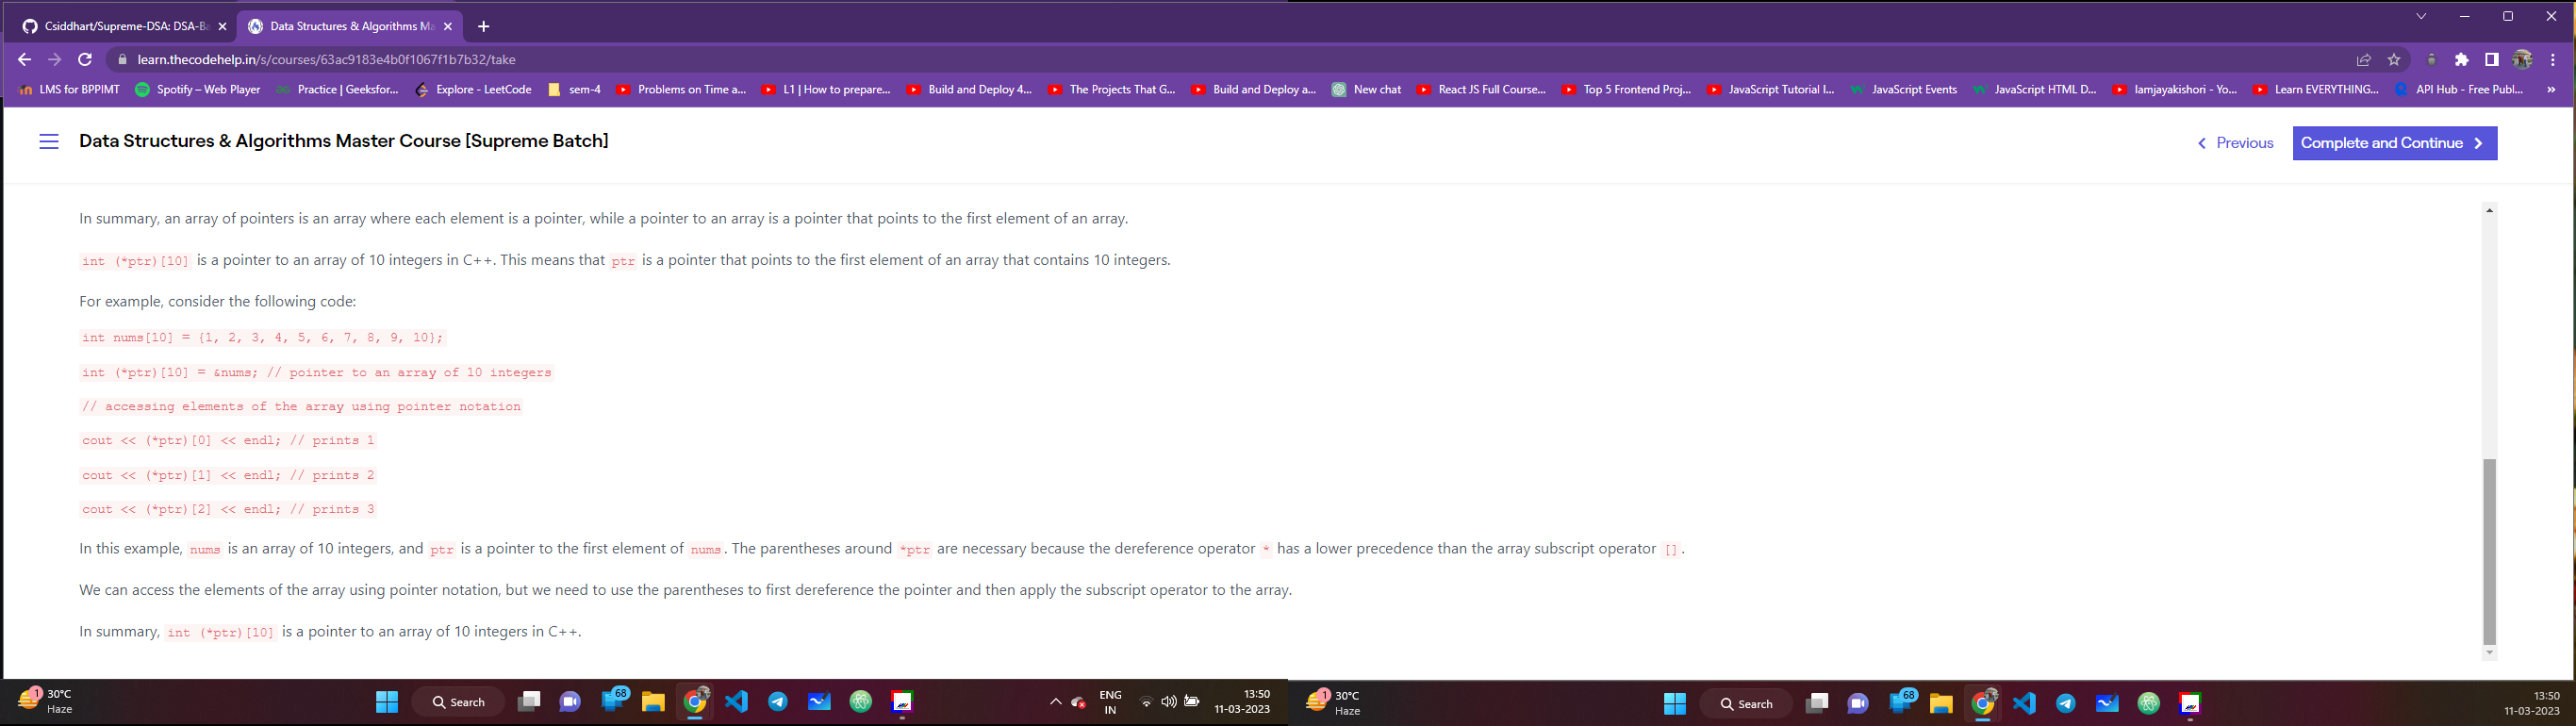 Csiddhart/Supreme-DSA: DSA-Ba
Data Structures & Algorithms Ma
learn.thecodehelp.in/s/courses/63ac9183e4b0f1067f1b7b32/take
LMS for BPPIMT Spotify – Web Player Practice | Geeksfor... Explore - LeetCode sem-4 Problems on Time a... L1 | How to prepare... Build and Deploy 4... The Projects That G... Build and Deploy a... New chat React JS Full Course... Top 5 Frontend Proj... JavaScript Tutorial I... JavaScript Events JavaScript HTML D... Iamjayakishori - Yo... Learn EVERYTHING... API Hub - Free Publ... »
Data Structures & Algorithms Master Course [Supreme Batch]
Previous
Complete and Continue
In summary, an array of pointers is an array where each element is a pointer, while a pointer to an array is a pointer that points to the first element of an array.
int (*ptr)[10] is a pointer to an array of 10 integers in C++. This means that ptr is a pointer that points to the first element of an array that contains 10 integers.
For example, consider the following code:
int nums[10] = {1, 2, 3, 4, 5, 6, 7, 8, 9, 10};
int (*ptr)[10] = &nums; // pointer to an array of 10 integers
// accessing elements of the array using pointer notation
cout << (*ptr)[0] << endl; // prints 1
cout << (*ptr)[1] << endl; // prints 2
cout << (*ptr)[2] << endl; // prints 3
In this example, nums is an array of 10 integers, and ptr is a pointer to the first element of nums. The parentheses around *ptr are necessary because the dereference operator * has a lower precedence than the array subscript operator [].
We can access the elements of the array using pointer notation, but we need to use the parentheses to first dereference the pointer and then apply the subscript operator to the array.
In summary, int (*ptr)[10] is a pointer to an array of 10 integers in C++.
1
30°C
Haze
Search
68
ENG
IN
13:50
11-03-2023
1
30°C
Haze
Search
68
13:50
11-03-2023